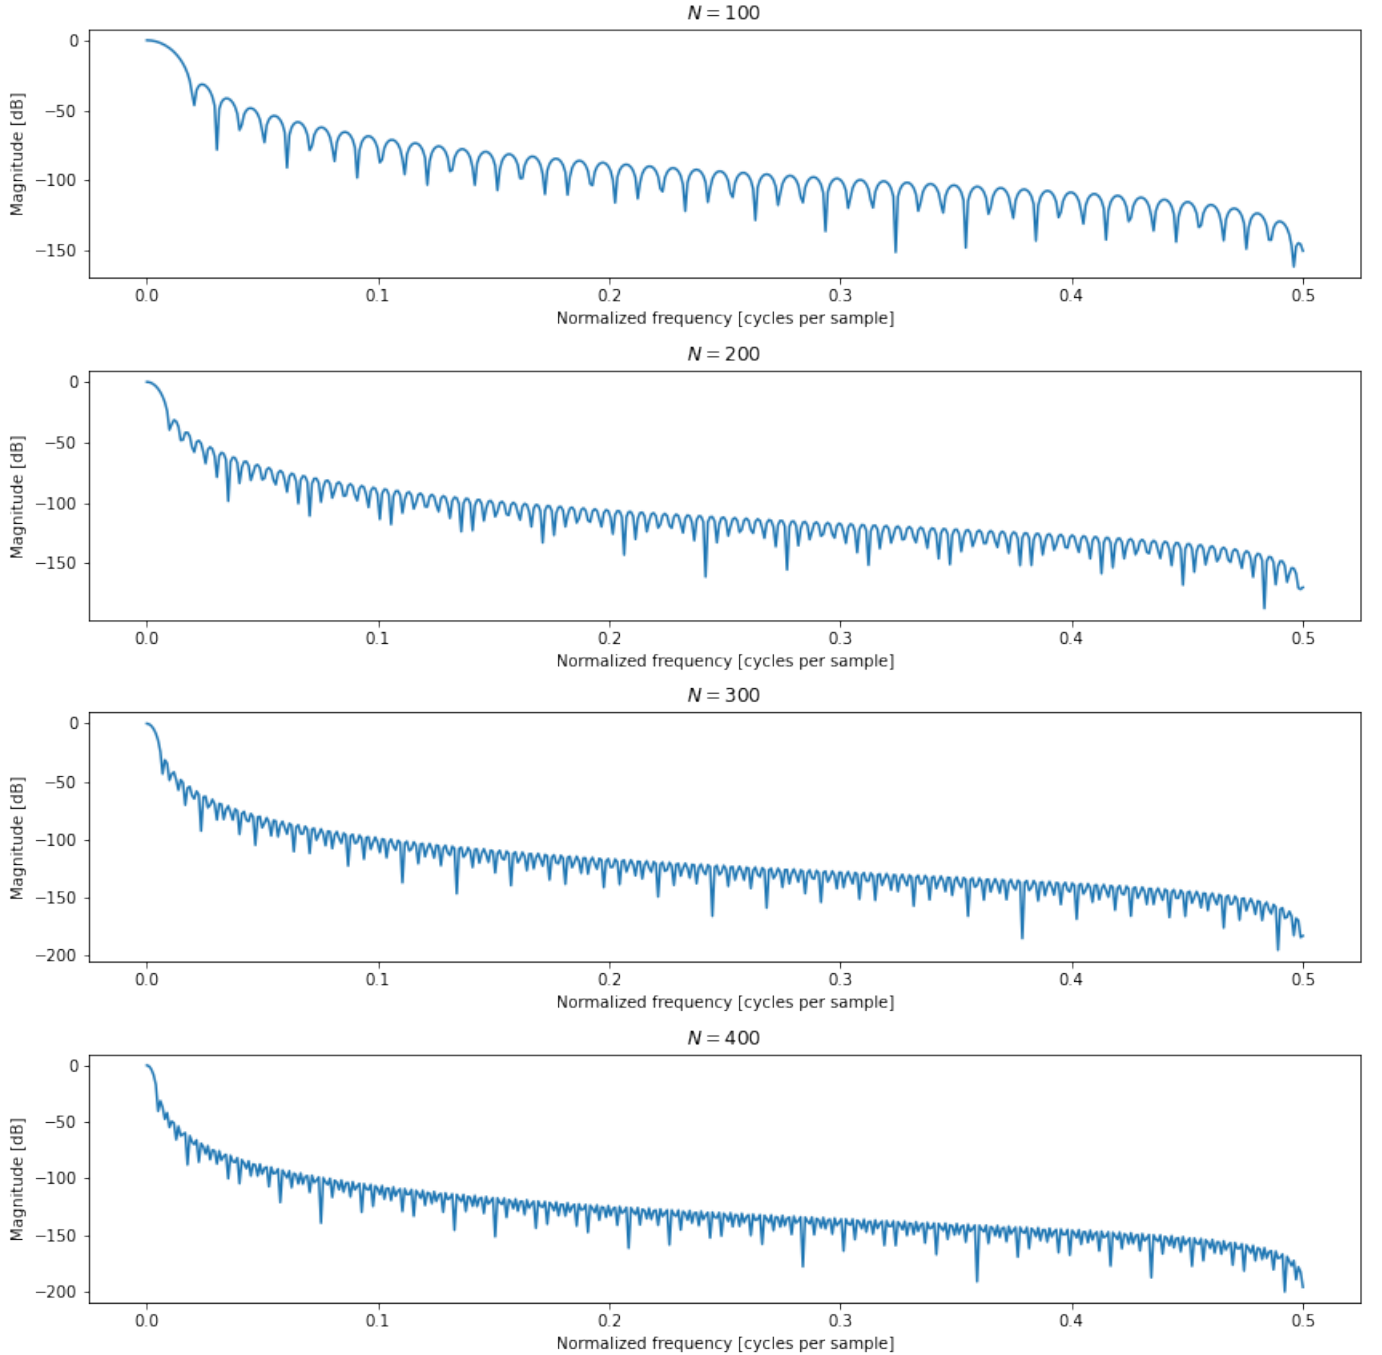 N = 100
0
−50
−100
−150
Magnitude [dB]
0.0 0.1 0.2 0.3 0.4 0.5
Normalized frequency [cycles per sample]
N = 200
0
−50
−100
−150
Magnitude [dB]
0.0 0.1 0.2 0.3 0.4 0.5
Normalized frequency [cycles per sample]
N = 300
0
−50
−100
−150
−200
Magnitude [dB]
0.0 0.1 0.2 0.3 0.4 0.5
Normalized frequency [cycles per sample]
N = 400
0
−50
−100
−150
−200
Magnitude [dB]
0.0 0.1 0.2 0.3 0.4 0.5
Normalized frequency [cycles per sample]